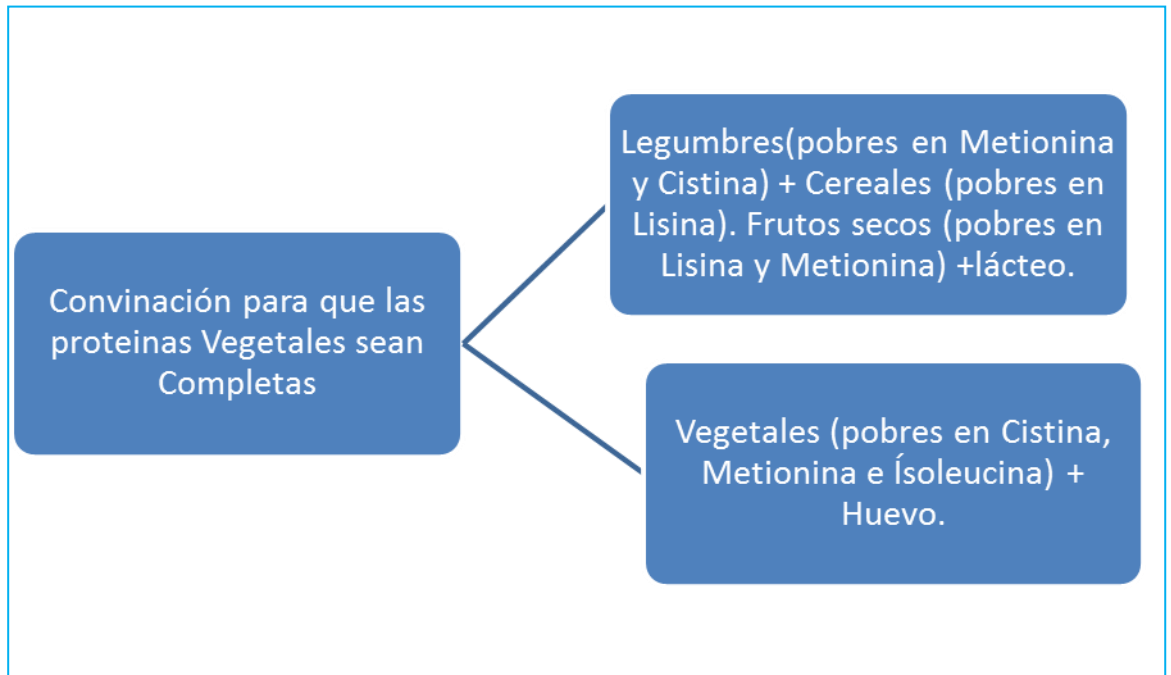 Convinación para que las
proteinas Vegetales sean
Completas
Legumbres(pobres en Metionina
y Cistina) + Cereales (pobres en
Lisina). Frutos secos (pobres en
Lisina y Metionina) +lácteo.
Vegetales (pobres en Cistina,
Metionina e Ísoleucina) +
Huevo.